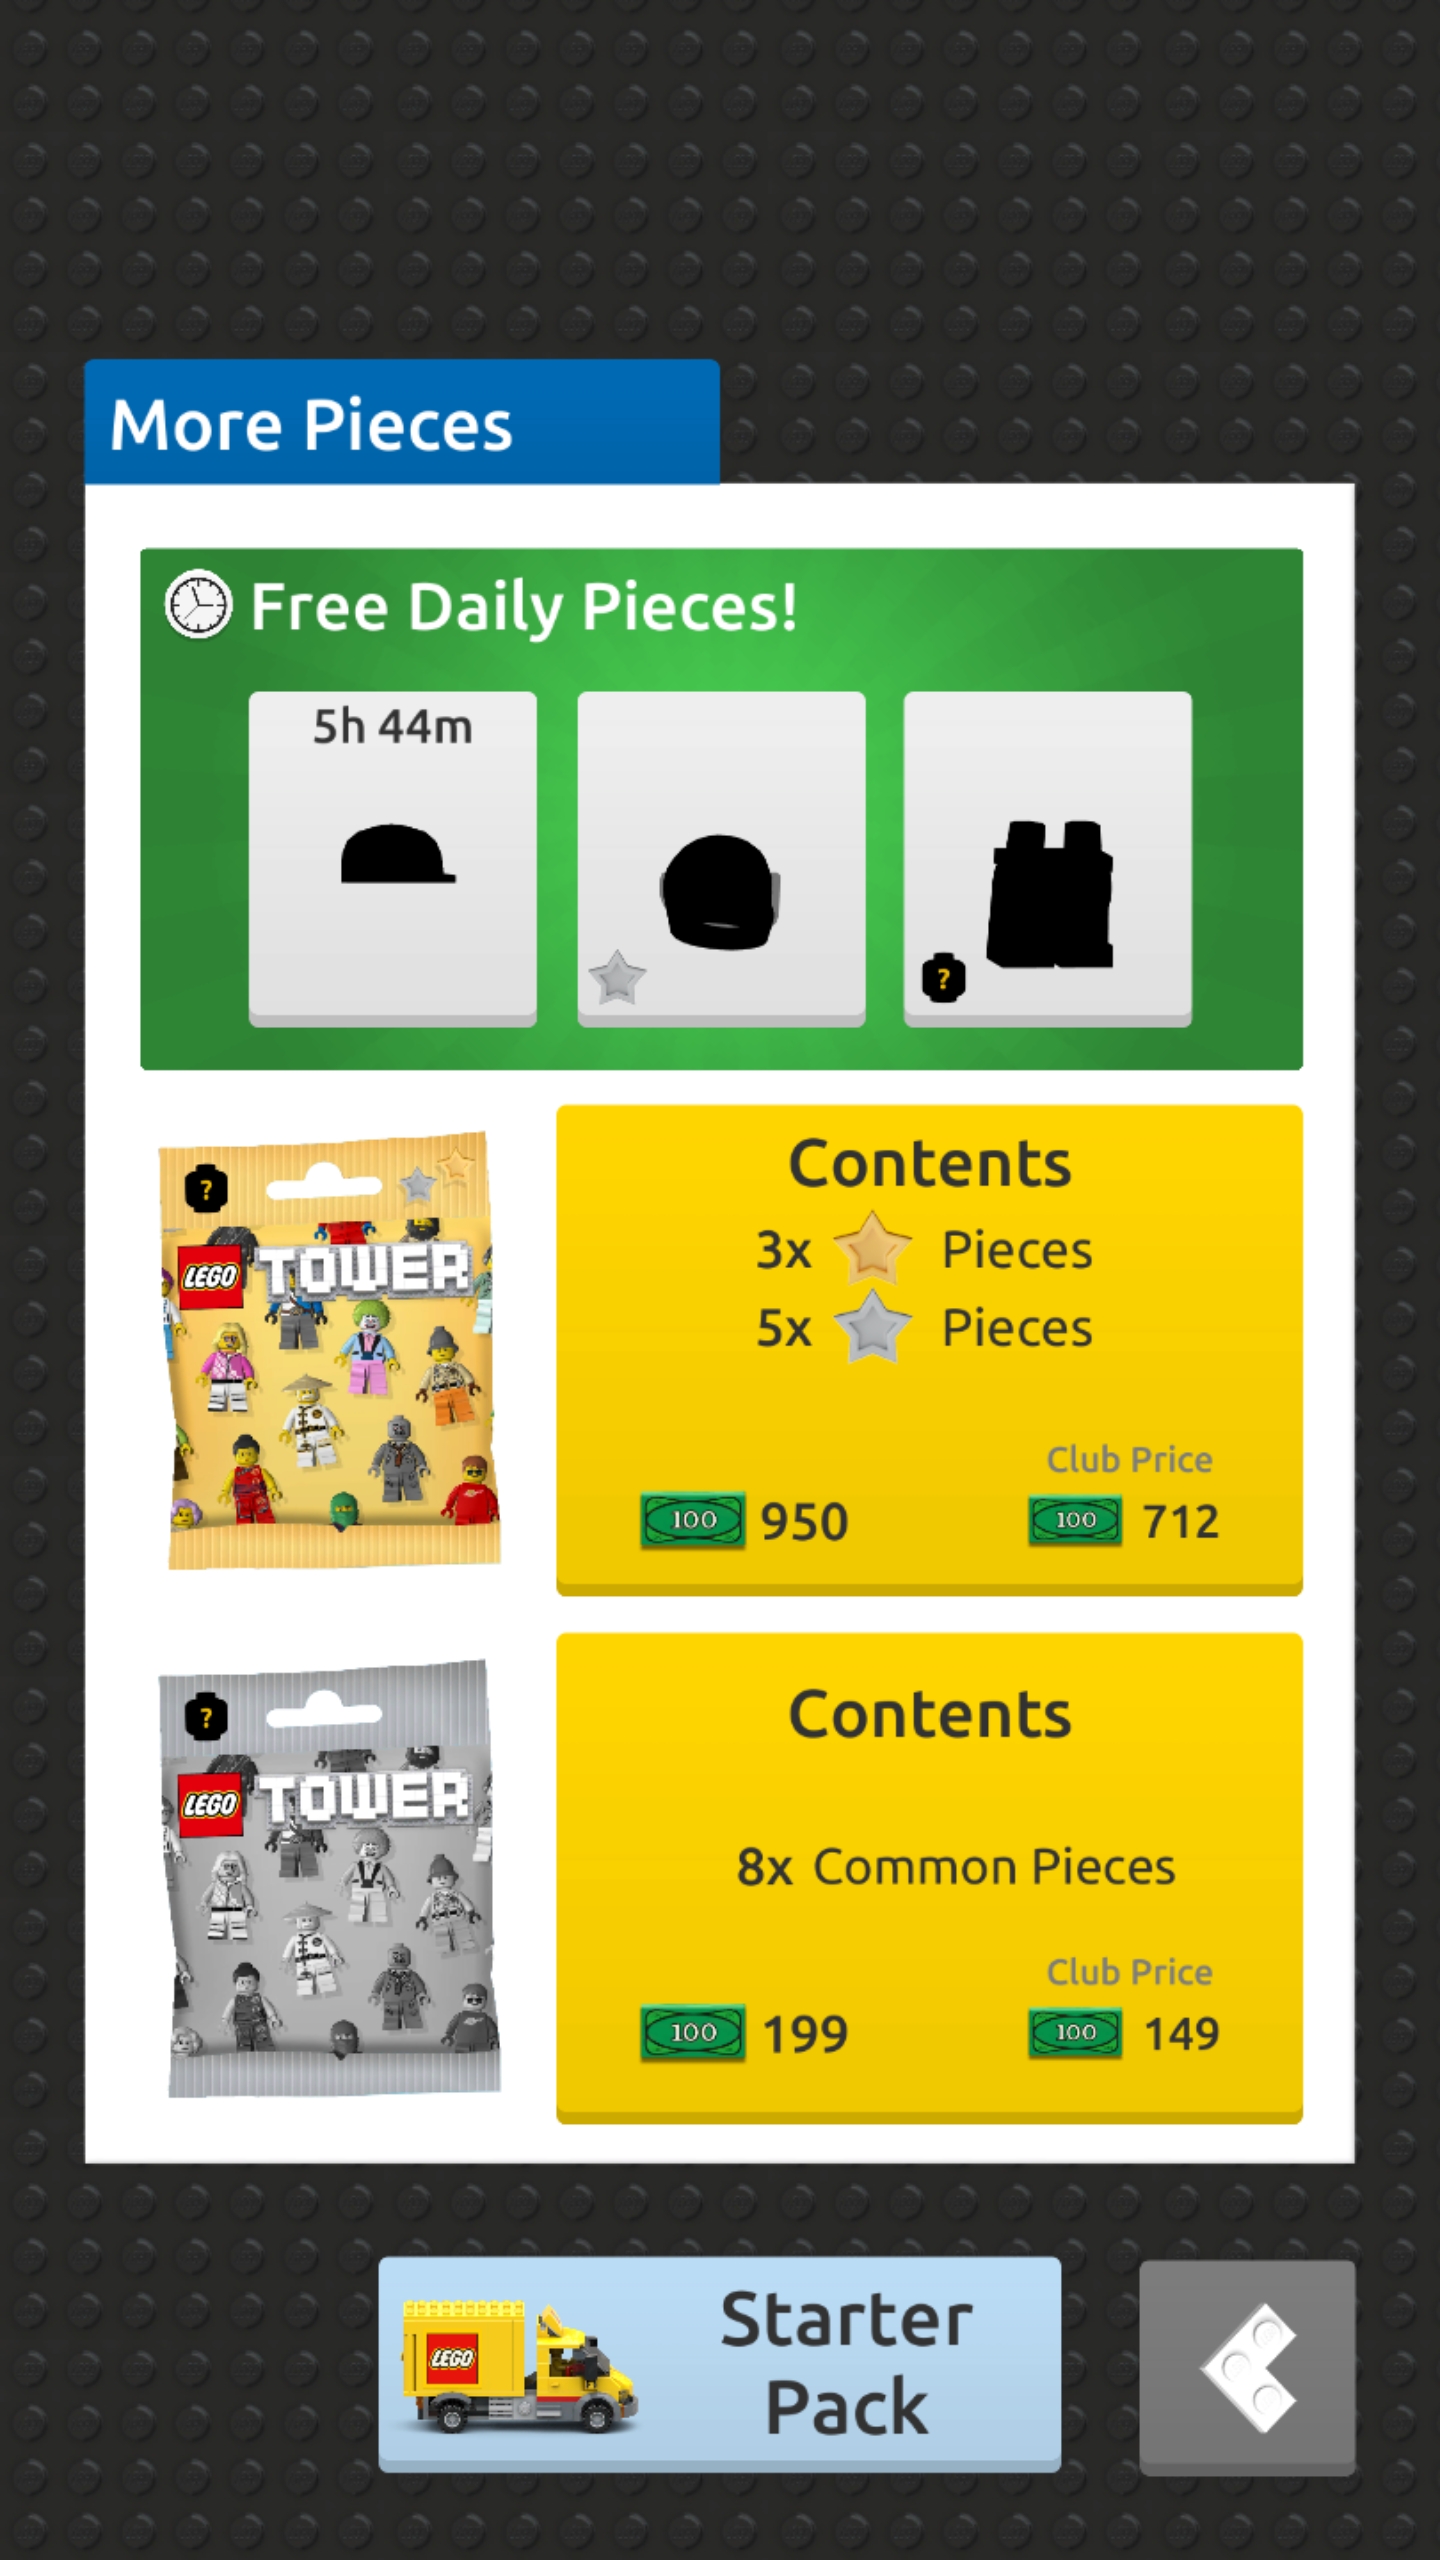 More Pieces
Free Daily Pieces!
5h 44m
?
?
LEGO TOWER
Contents
3x Pieces
5x Pieces
Club Price
100 950
100 712
?
LEGO TOWER
Contents
8x Common Pieces
Club Price
100 199
100 149
LEGO
Starter
Pack